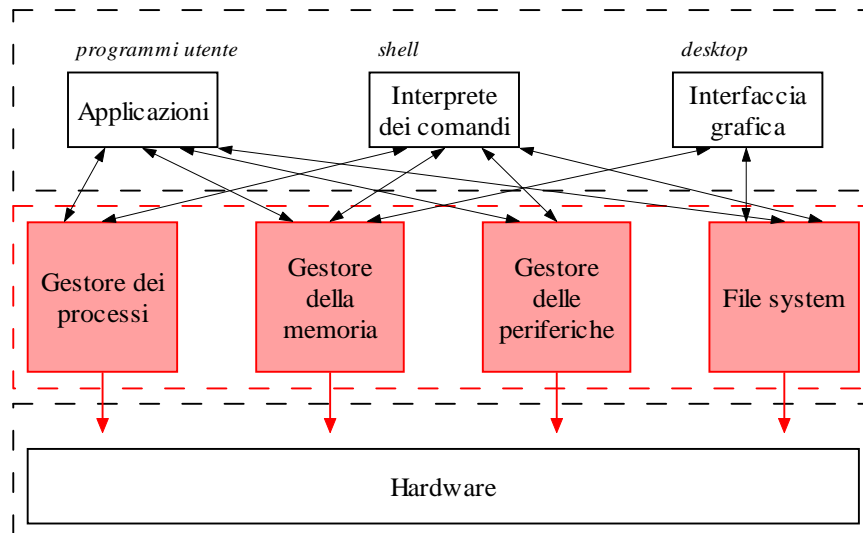 programmi utente
shell
desktop
Applicazioni
Interprete
dei comandi
Interfaccia
grafica
Gestore dei
processi
Gestore
della
memoria
Gestore
delle
periferiche
File system
Hardware